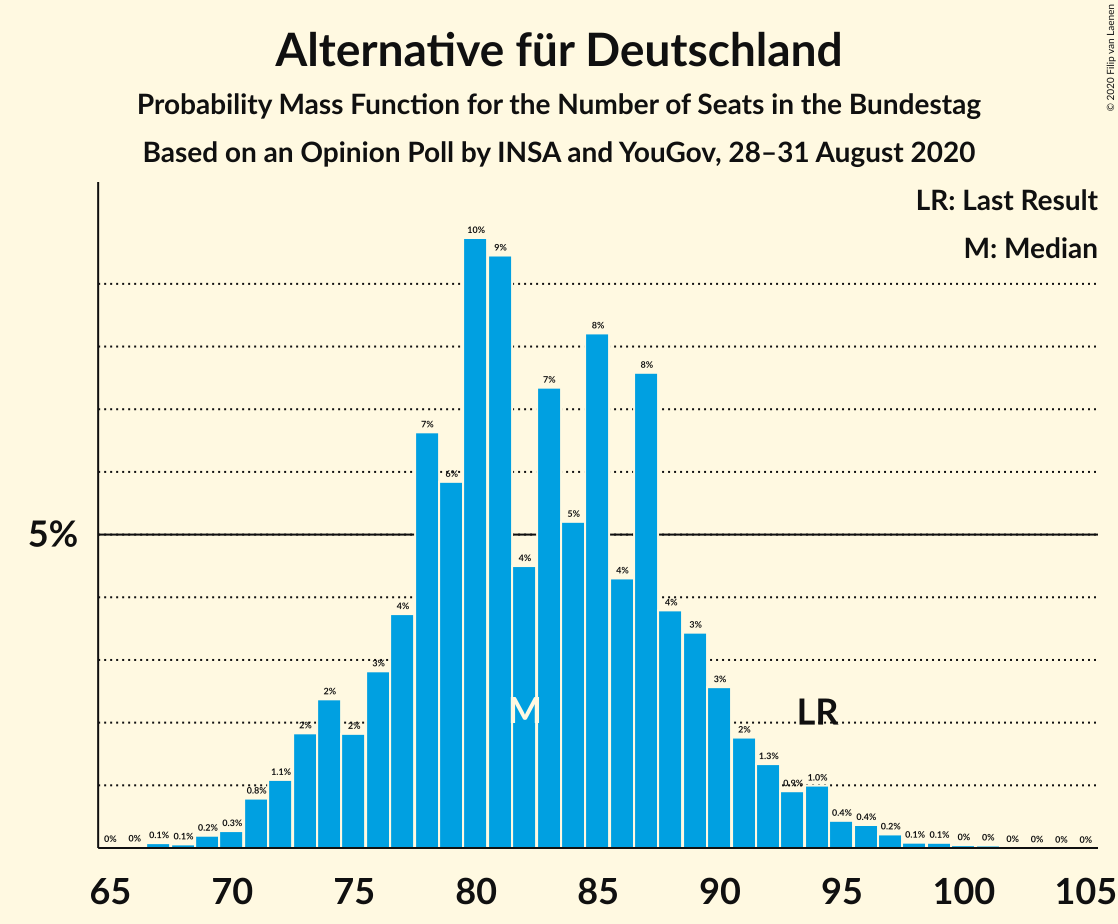 Alternative für Deutschland
Probability Mass Function for the Number of Seats in the Bundestag
Based on an Opinion Poll by INSA and YouGov, 28–31 August 2020
© 2020 Filip van Laenen
LR: Last Result
M: Median
5%
0% 0% 0.1% 0.1% 0.2% 0.3% 0.8% 1.1% 2% 2% 2% 3% 4% 7% 6% 10% 9% 4% 7% 5% 8% 4% 8% 4% 3% 3% 2% 1.3% 0.9% 1.0% 0.4% 0.4% 0.2% 0.1% 0.1% 0% 0% 0% 0% 0% 0%
M LR
65 70 75 80 85 90 95 100 105